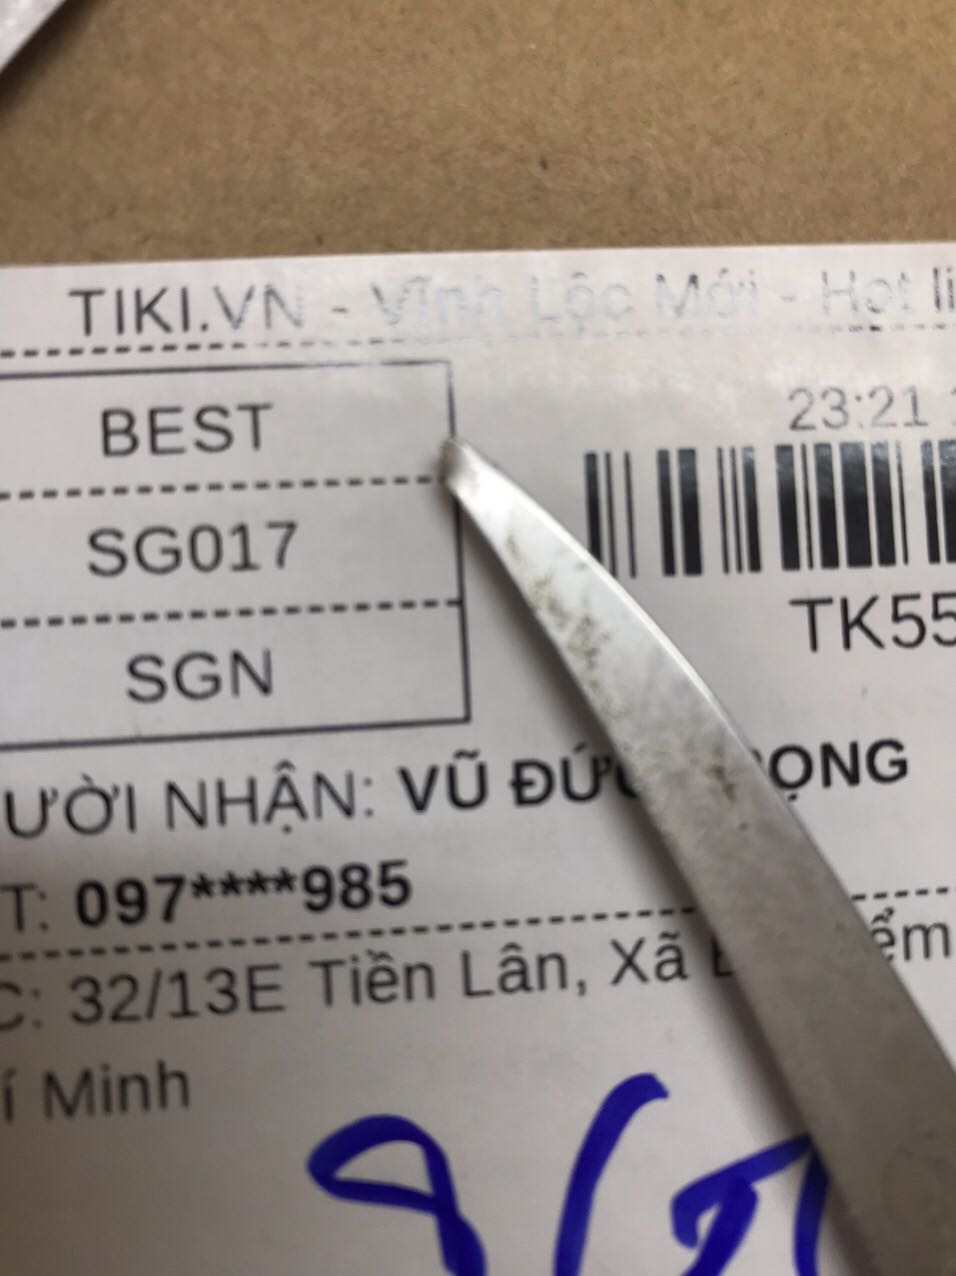 TIKI.VN - Vĩnh Lộc Mới - Hot li
BEST
23:21
SG017
TK55
SGN
ƯỜI NHẬN: VŨ ỌNG
T: 097****985
C: 32/13E Tiền Lân, Xã ểm
í Minh